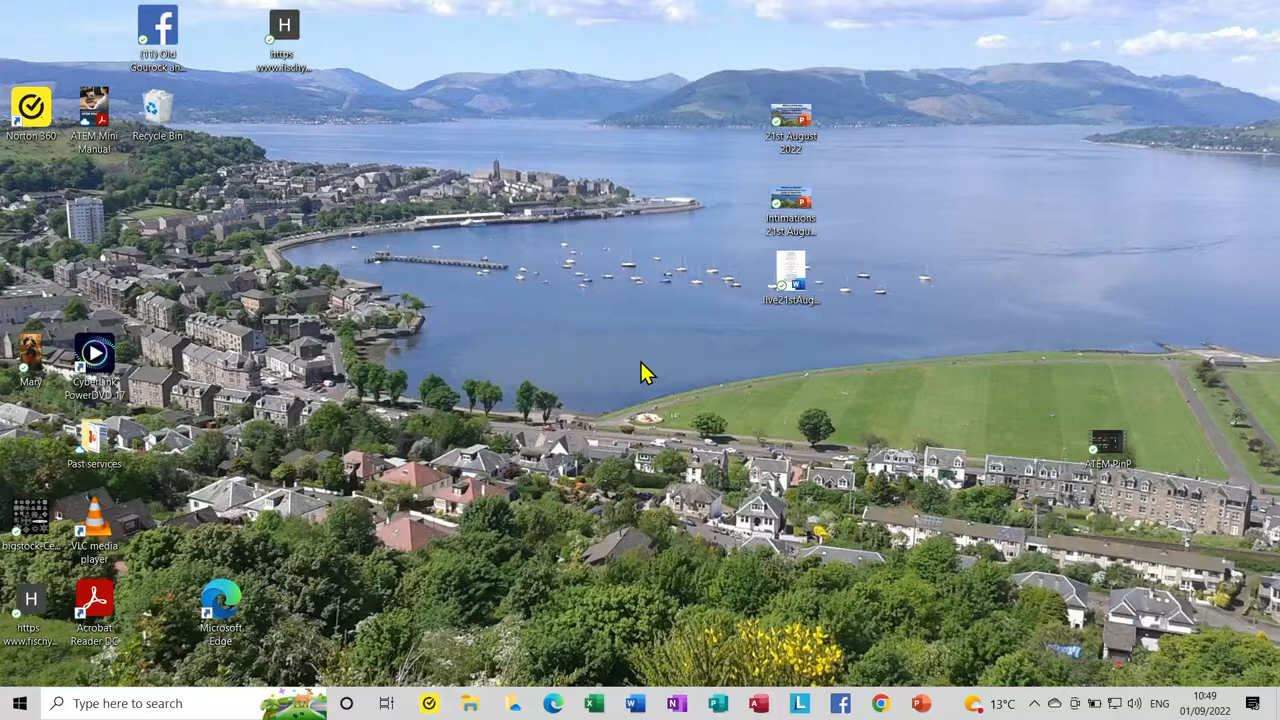 (11) Old
Gourock an...
H
https
www.fischy...
Norton 360
ATEM Mini
Manual
Recycle Bin
21st August
2022
Intimations
21st Augu...
live21stAug...
Mary
CyberLink
PowerDVD 17
Past services
ATEM PinP
bigstock-Ce...
VLC media
player
H
https
www.fischy...
Acrobat
Reader DC
Microsoft
Edge
Type here to search
13°C
ENG
10:49
01/09/2022